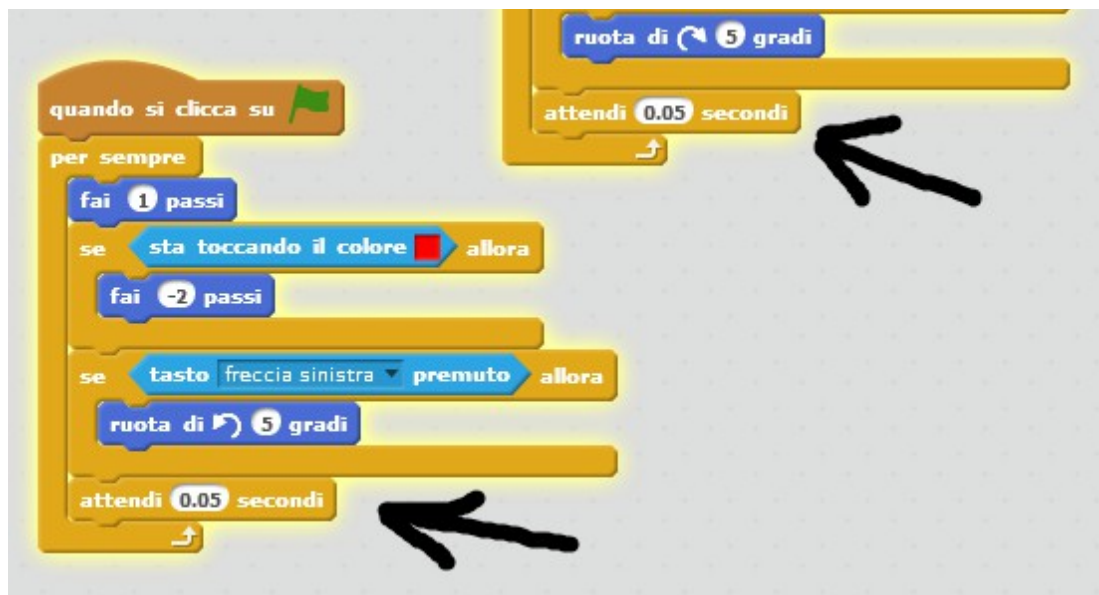 quando si clicca su
per sempre
fai 1 passi
se sta toccando il colore allora
fai -2 passi
se tasto freccia sinistra premuto allora
ruota di 5 gradi
attendi 0.05 secondi
ruota di 5 gradi
attendi 0.05 secondi